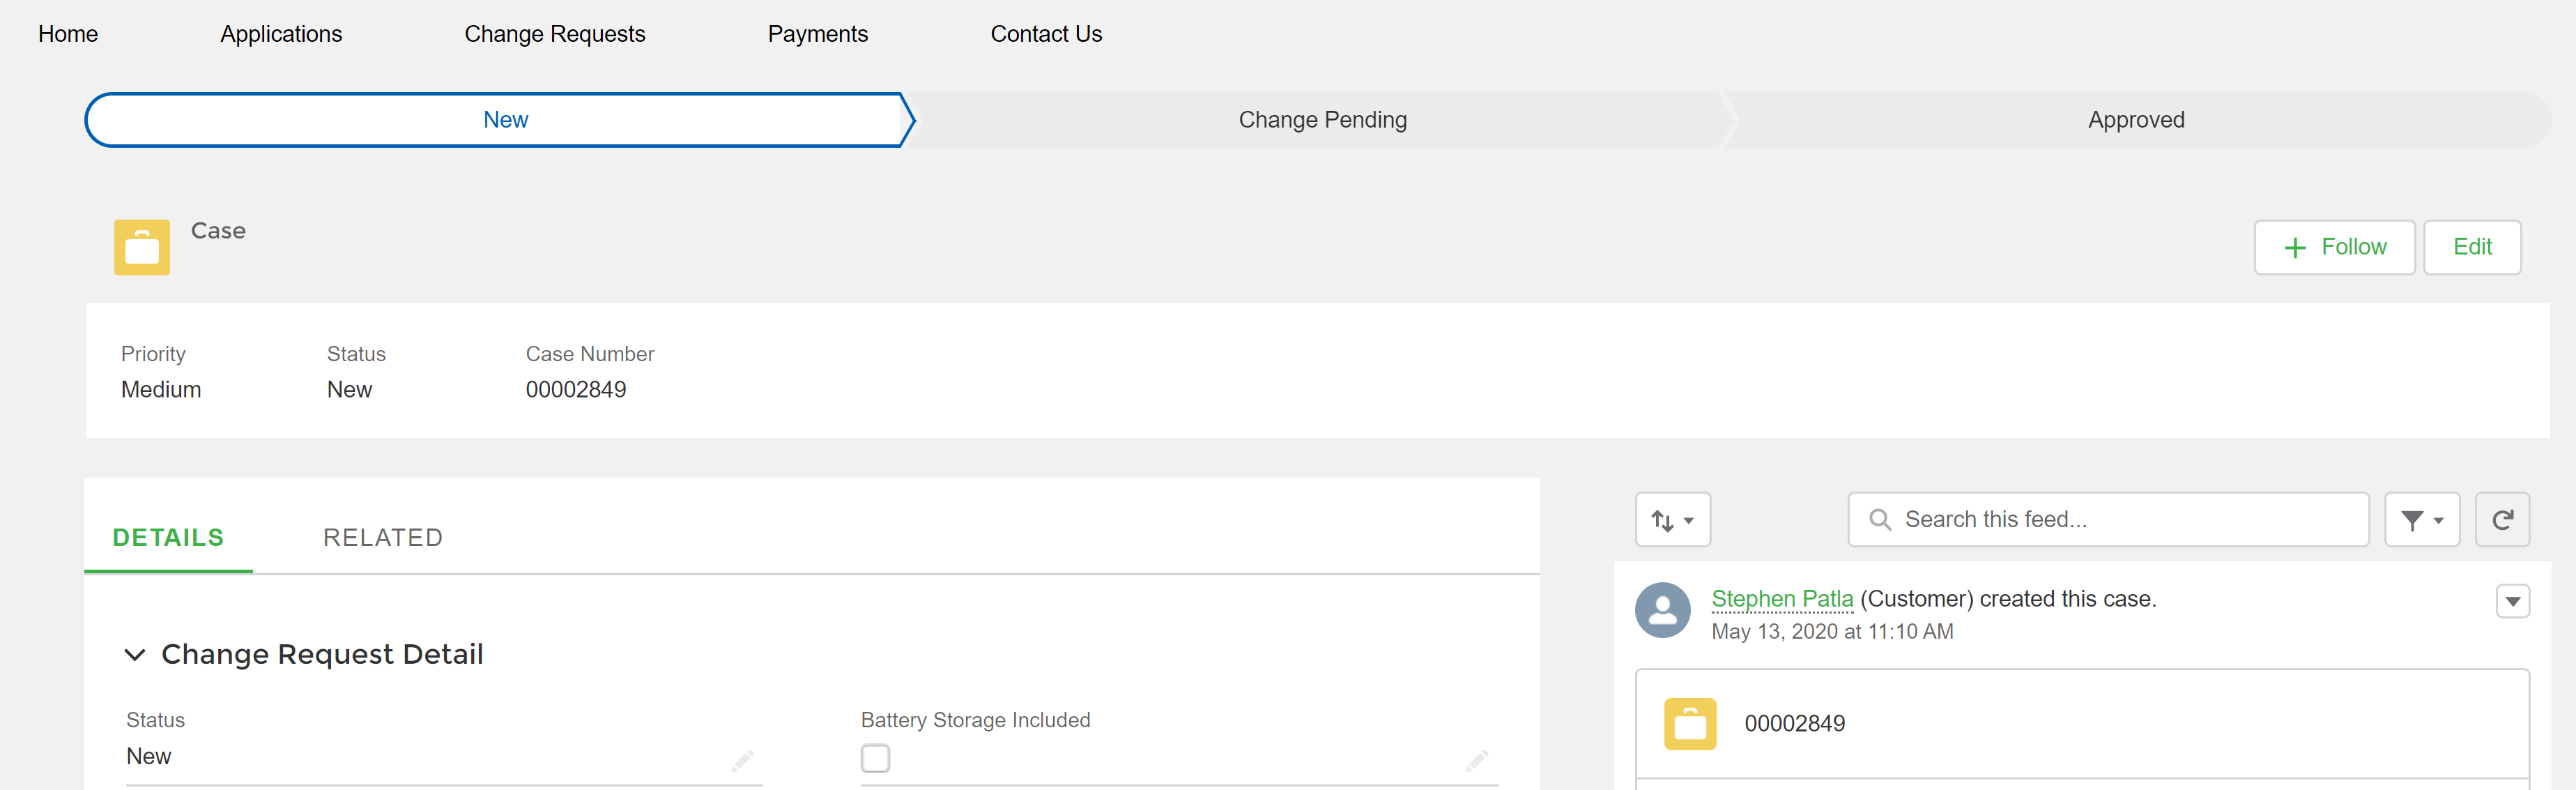 Home Applications Change Requests Payments Contact Us
New Change Pending Approved
Case
Follow Edit
Priority Status Case Number
Medium New 00002849
DETAILS RELATED
Search this feed...
Stephen Patla (Customer) created this case.
May 13, 2020 at 11:10 AM
Change Request Detail
00002849
Status Battery Storage Included
New